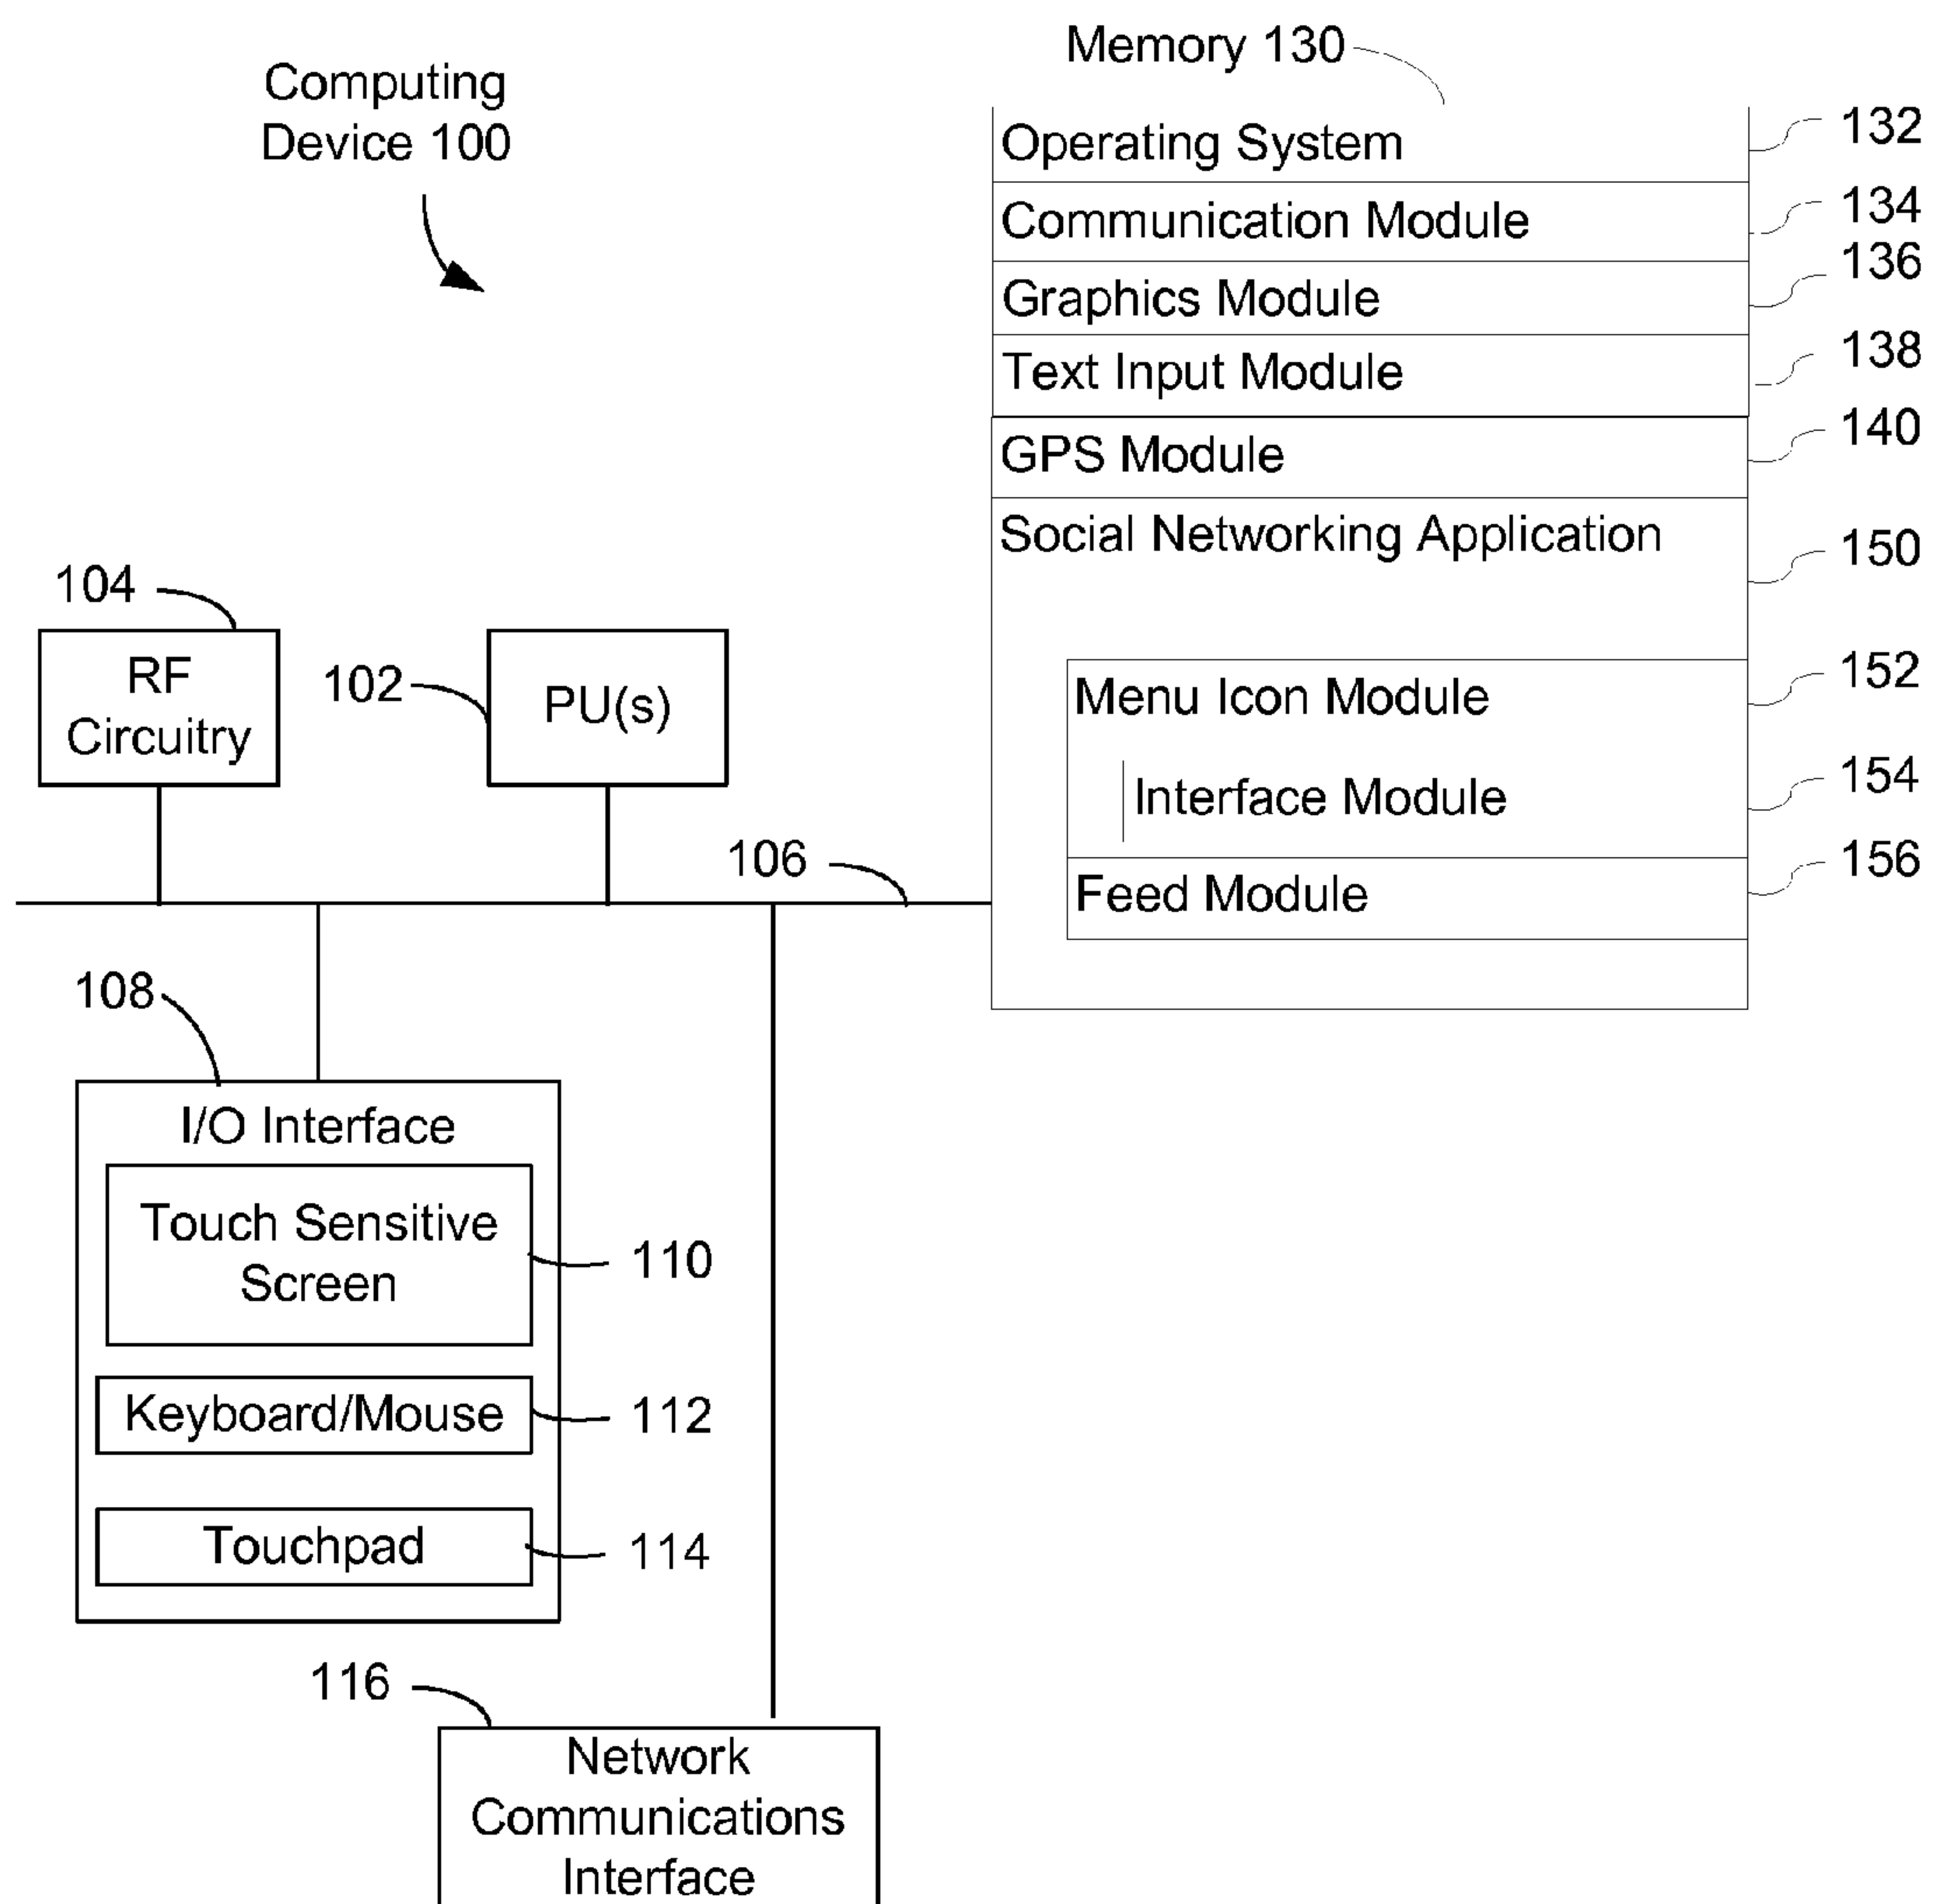 Computing
Device 100
Memory 130
Operating System
132
Communication Module
134
Graphics Module
136
Text Input Module
138
GPS Module
140
Social Networking Application
150
Menu Icon Module
152
Interface Module
154
Feed Module
156
104
RF
Circuitry
102
PU(s)
106
108
I/O Interface
Touch Sensitive
Screen
110
Keyboard/Mouse
112
Touchpad
114
116
Network
Communications
Interface